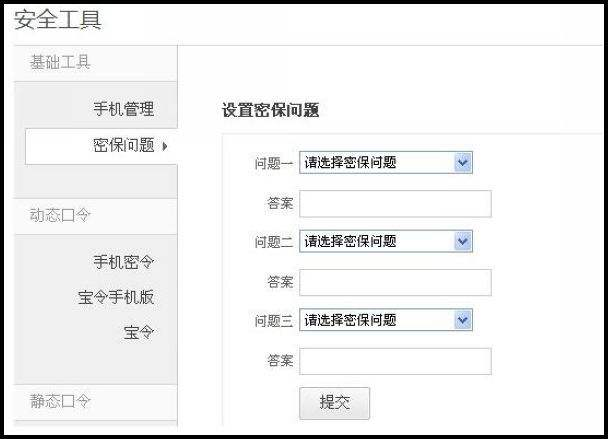 安全工具
基础工具
手机管理
密保问题
动态口令
手机密令
宝令手机版
宝令
静态口令
设置密保问题
问题一 请选择密保问题
答案
问题二 请选择密保问题
答案
问题三 请选择密保问题
答案
提交